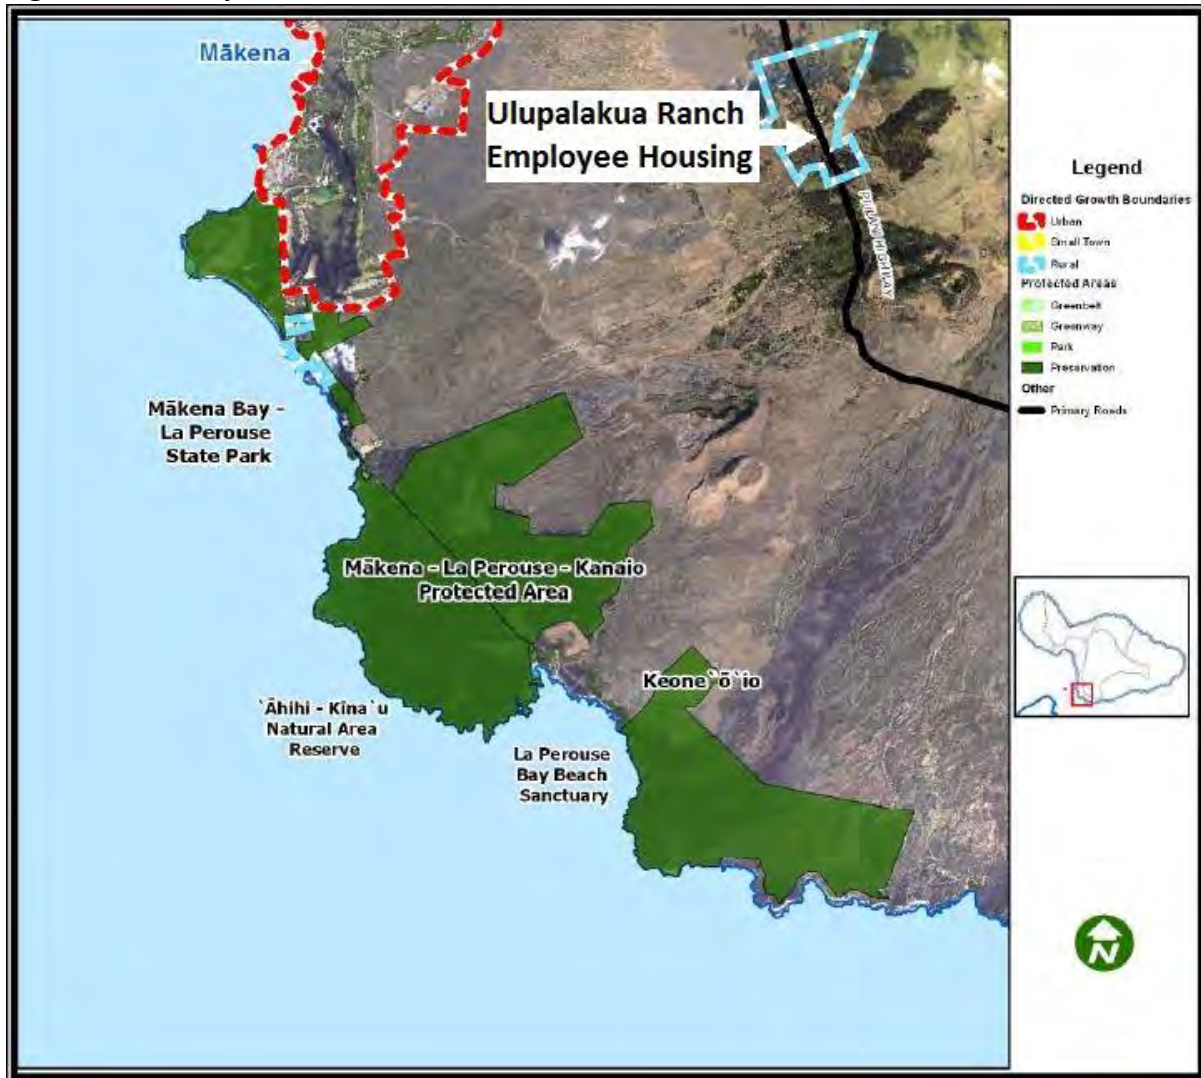 Mākena
Ulupalakua Ranch
Employee Housing
PIILANI HIGHWAY
Mākena Bay -
La Perouse
State Park
Mākena - La Perouse - Kanaio
Protected Area
Keone`ō`io
`Āhihi - Kīna`u
Natural Area
Reserve
La Perouse
Bay Beach
Sanctuary
Legend
Directed Growth Boundaries
Urban
Small Town
Rural
Protected Areas
Greenbelt
Greenway
Park
Preservation
Other
Primary Roads
N